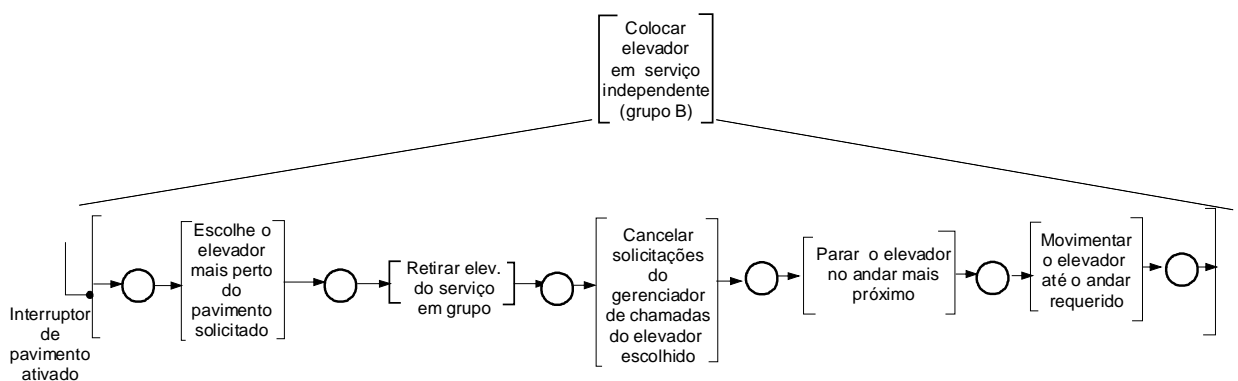 Colocar
elevador
em serviço
independente
(grupo B)
Interruptor
de
pavimento
ativado
Escolhe o
elevador
mais perto
do
pavimento
solicitado
Retirar elev.
do serviço
em grupo
Cancelar
solicitações
do
gerenciador
de chamadas
do elevador
escolhido
Parar o elevador
no andar mais
próximo
Movimentar
o elevador
até o andar
requerido